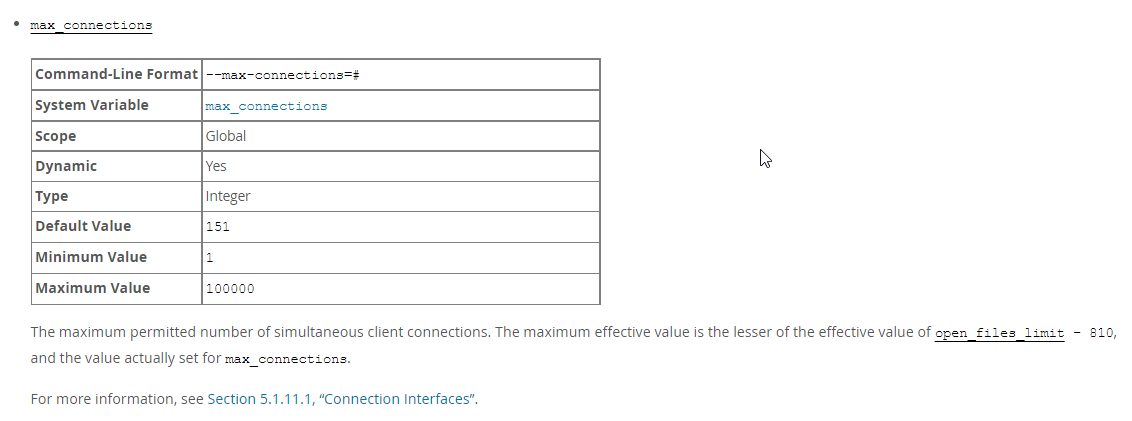 • max_connections
Command-Line Format --max-connections=#
System Variable max_connections
Scope Global
Dynamic Yes
Type Integer
Default Value 151
Minimum Value 1
Maximum Value 100000
The maximum permitted number of simultaneous client connections. The maximum effective value is the lesser of the effective value of open_files_limit - 810,
and the value actually set for max_connections.
For more information, see Section 5.1.11.1, “Connection Interfaces”.